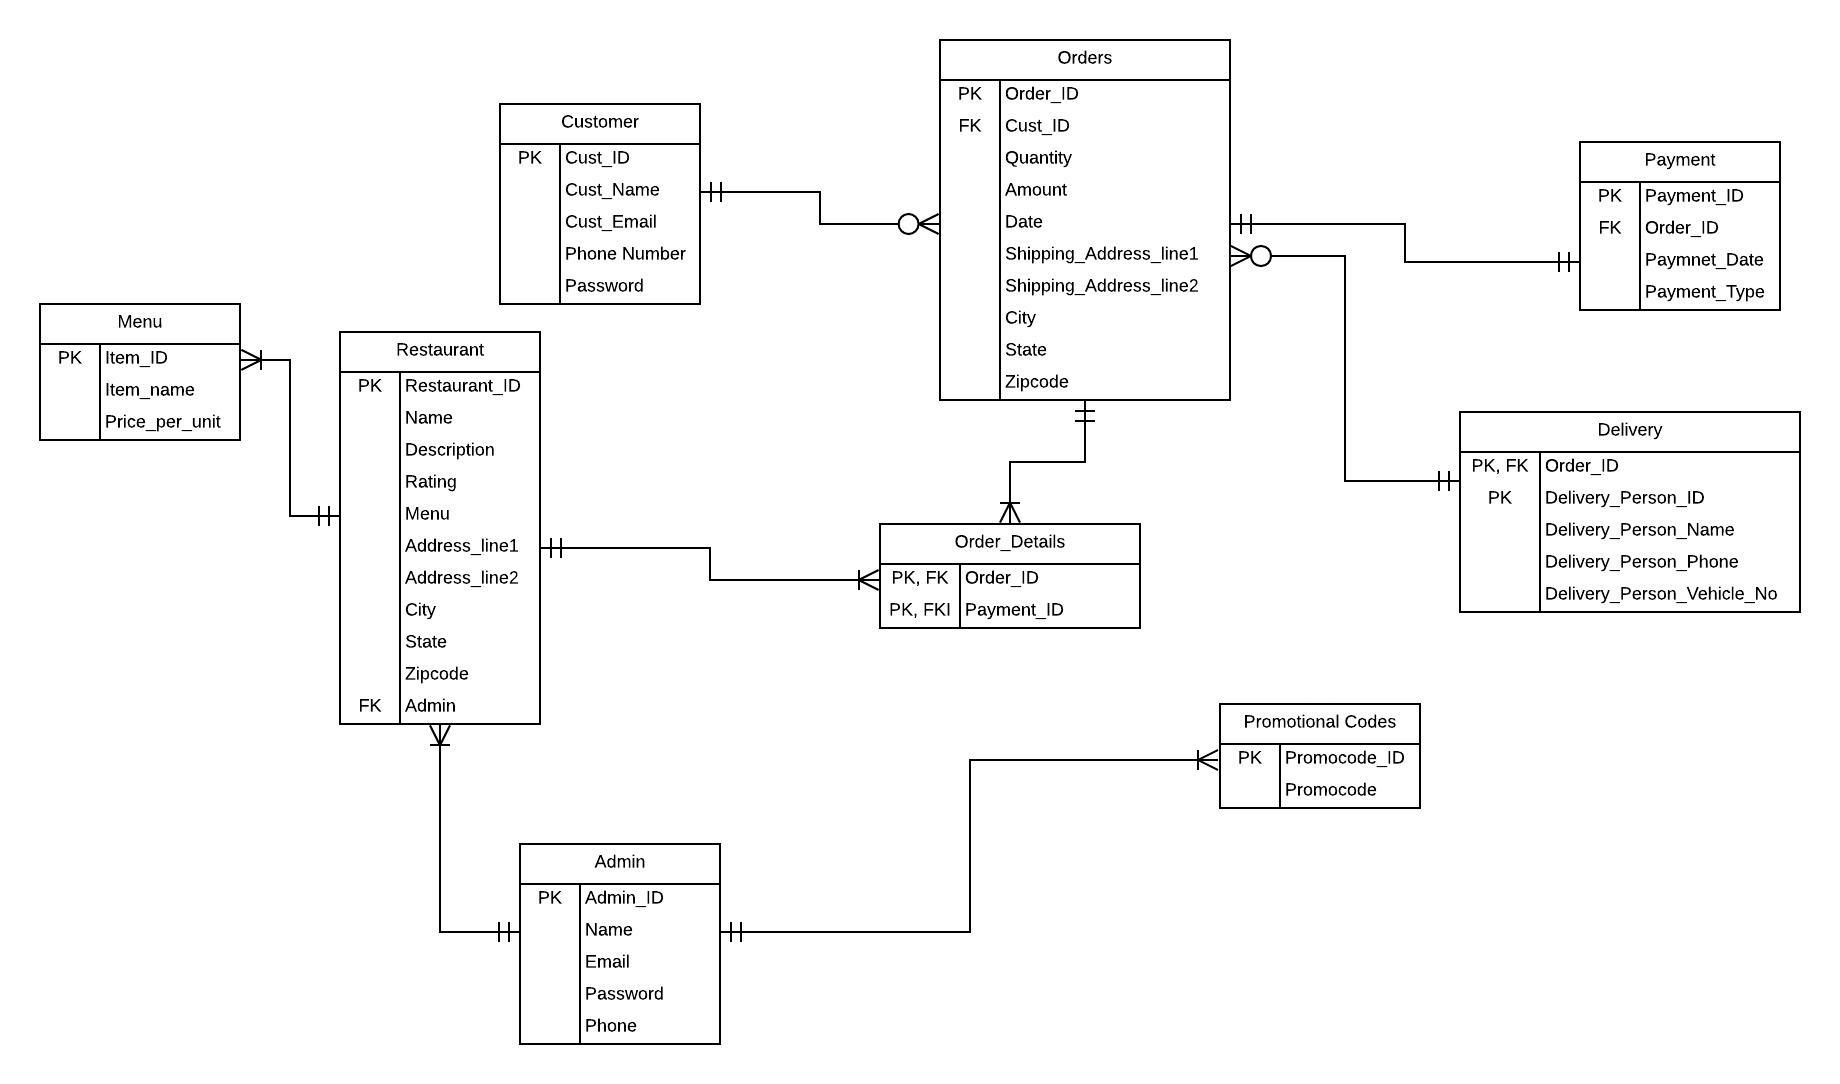 Orders
PK Order_ID
FK Cust_ID
Quantity
Amount
Date
Shipping_Address_line1
Shipping_Address_line2
City
State
Zipcode
Customer
PK Cust_ID
Cust_Name
Cust_Email
Phone Number
Password
Payment
PK Payment_ID
FK Order_ID
Paymnet_Date
Payment_Type
Menu
PK Item_ID
Item_name
Price_per_unit
Restaurant
PK Restaurant_ID
Name
Description
Rating
Menu
Address_line1
Address_line2
City
State
Zipcode
FK Admin
Delivery
PK, FK Order_ID
PK Delivery_Person_ID
Delivery_Person_Name
Delivery_Person_Phone
Delivery_Person_Vehicle_No
Order_Details
PK, FK Order_ID
PK, FKI Payment_ID
Promotional Codes
PK Promocode_ID
Promocode
Admin
PK Admin_ID
Name
Email
Password
Phone